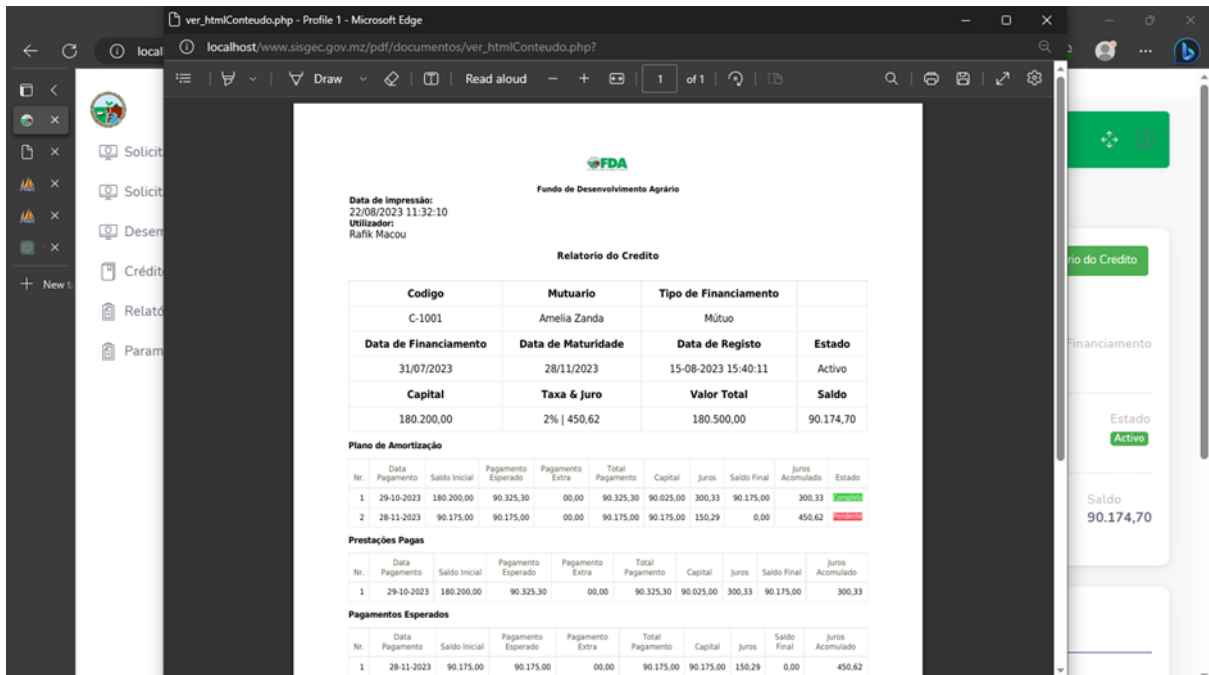 ver_htmlConteudo.php - Profile 1 - Microsoft Edge
local
localhost/www.sisgec.gov.mz/pdf/documentos/ver_htmlConteudo.php?
Draw Read aloud 1 of 1
New t
Solicit
Solicit
Desem
Crédit
Relató
Param
FDA
Fundo de Desenvolvimento Agrário
Data de impressão:
22/08/2023 11:32:10
Utilizador:
Rafik Macou
Relatorio do Credito
Codigo Mutuario Tipo de Financiamento
C-1001 Amelia Zanda Mútuo
Data de Financiamento Data de Maturidade Data de Registo Estado
31/07/2023 28/11/2023 15-08-2023 15:40:11 Activo
Capital Taxa & Juro Valor Total Saldo
180.200,00 2% | 450,62 180.500,00 90.174,70
Plano de Amortização
Nr. Data Pagamento Saldo Inicial Pagamento Esperado Pagamento Extra Total Pagamento Capital Juros Saldo Final Juros Acomulado Estado
1 29-10-2023 180.200,00 90.325,30 00,00 90.325,30 90.025,00 300,33 90.175,00 300,33 Completo
2 28-11-2023 90.175,00 90.175,00 00,00 90.175,00 90.175,00 150,29 0,00 450,62 Pendente
Prestações Pagas
Nr. Data Pagamento Saldo Inicial Pagamento Esperado Pagamento Extra Total Pagamento Capital Juros Saldo Final Juros Acomulado
1 29-10-2023 180.200,00 90.325,30 00,00 90.325,30 90.025,00 300,33 90.175,00 300,33
Pagamentos Esperados
Nr. Data Pagamento Saldo Inicial Pagamento Esperado Pagamento Extra Total Pagamento Capital Juros Saldo Final Juros Acomulado
1 28-11-2023 90.175,00 90.175,00 00,00 90.175,00 90.175,00 150,29 0,00 450,62
rio do Credito
Financiamento
Estado
Activo
Saldo
90.174,70